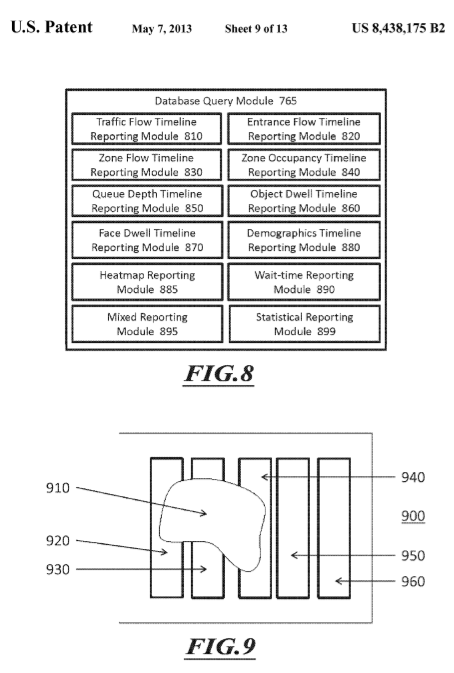 U.S. Patent May 7, 2013 Sheet 9 of 13 US 8,438,175 B2
Database Query Module 765
Traffic Flow Timeline
Reporting Module 810
Entrance Flow Timeline
Reporting Module 820
Zone Flow Timeline
Reporting Module 830
Zone Occupancy Timeline
Reporting Module 840
Queue Depth Timeline
Reporting Module 850
Object Dwell Timeline
Reporting Module 860
Face Dwell Timeline
Reporting Module 870
Demographics Timeline
Reporting Module 880
Heatmap Reporting
Module 885
Wait-time Reporting
Module 890
Mixed Reporting
Module 895
Statistical Reporting
Module 899
FIG.8
910
920
930
940
900
950
960
FIG.9